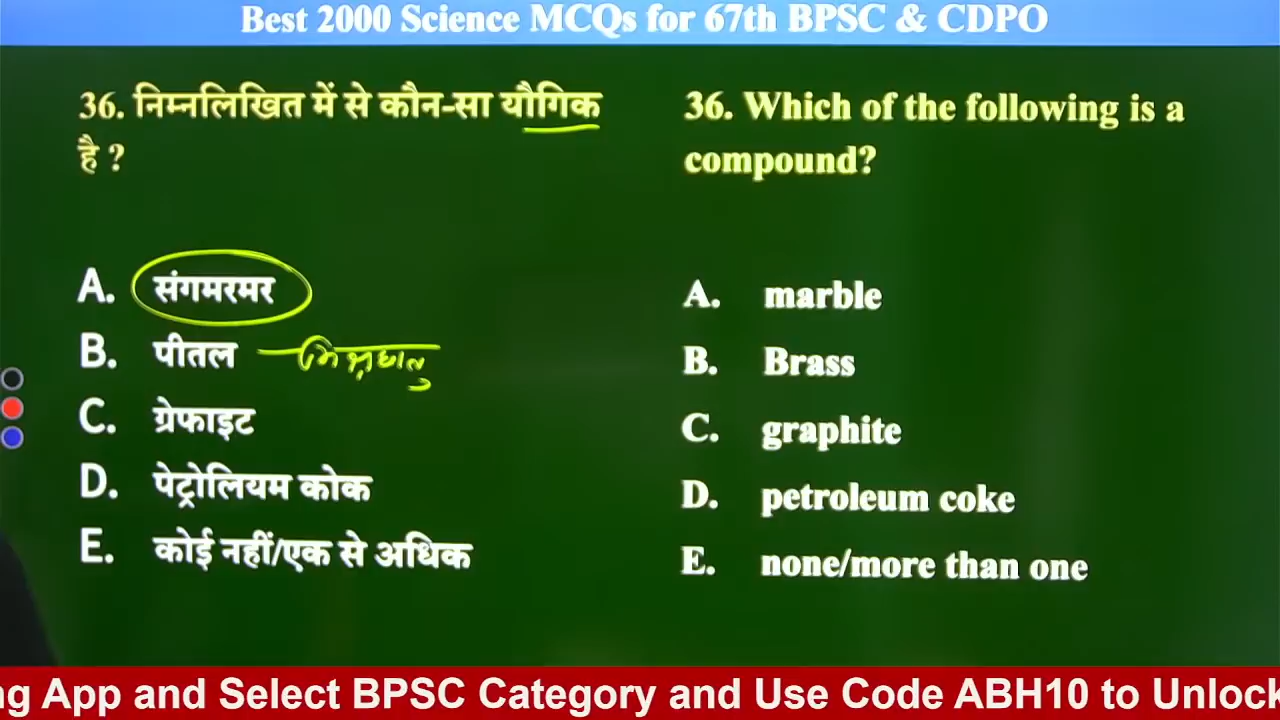 Best 2000 Science MCQs for 67th BPSC & CDPO
36. निम्नलिखित में से कौन-सा यौगिक
है ?
A. संगमरमर
B. पीतल मिश्रधातु
C. ग्रेफाइट
D. पेट्रोलियम कोक
E. कोई नहीं/एक से अधिक
36. Which of the following is a
compound?
A. marble
B. Brass
C. graphite
D. petroleum coke
E. none/more than one
ng App and Select BPSC Category and Use Code ABH10 to Unlock